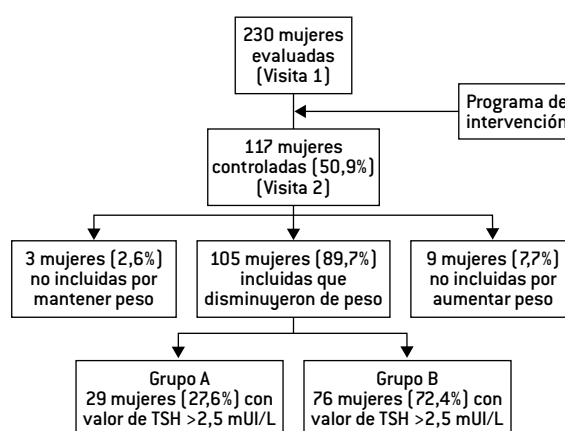 230 mujeres
evaluadas
(Visita 1)
Programa de
intervención
117 mujeres
controladas (50,9%)
(Visita 2)
3 mujeres (2,6%)
no incluidas por
mantener peso
105 mujeres (89,7%)
incluidas que
disminuyeron de peso
9 mujeres (7,7%)
no incluidas por
aumentar peso
Grupo A
29 mujeres (27,6%) con
valor de TSH >2,5 mUI/L
Grupo B
76 mujeres (72,4%) con
valor de TSH >2,5 mUI/L